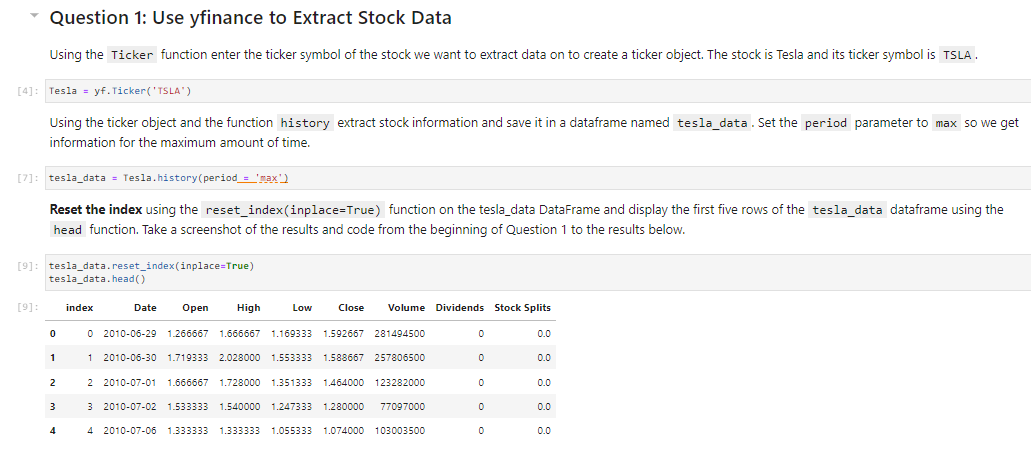 Question 1: Use yfinance to Extract Stock Data
Using the Ticker function enter the ticker symbol of the stock we want to extract data on to create a ticker object. The stock is Tesla and its ticker symbol is TSLA.
[4]: Tesla = yf.Ticker('TSLA')
Using the ticker object and the function history extract stock information and save it in a dataframe named tesla_data. Set the period parameter to max so we get
information for the maximum amount of time.
[7]: tesla_data = Tesla.history(period = 'max')
Reset the index using the reset_index(inplace=True) function on the tesla_data DataFrame and display the first five rows of the tesla_data dataframe using the
head function. Take a screenshot of the results and code from the beginning of Question 1 to the results below.
[9]: tesla_data.reset_index(inplace=True)
tesla_data.head()
[9]: index Date Open High Low Close Volume Dividends Stock Splits
0 0 2010-06-29 1.266667 1.666667 1.169333 1.592667 281494500 0 0.0
1 1 2010-06-30 1.719333 2.028000 1.553333 1.588667 257806500 0 0.0
2 2 2010-07-01 1.666667 1.728000 1.351333 1.464000 123282000 0 0.0
3 3 2010-07-02 1.533333 1.540000 1.247333 1.280000 77097000 0 0.0
4 4 2010-07-06 1.333333 1.333333 1.055333 1.074000 103003500 0 0.0